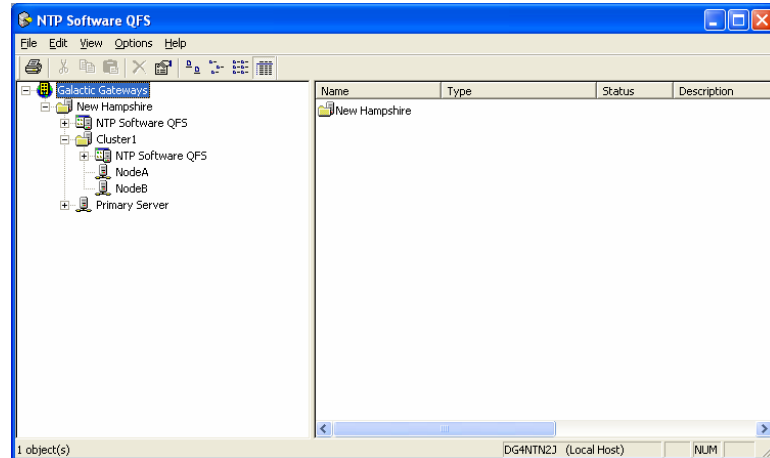 NTP Software QFS
File Edit View Options Help
Galactic Gateways
New Hampshire
NTP Software QFS
Cluster1
NTP Software QFS
NodeA
NodeB
Primary Server
Name Type Status Description
New Hampshire
1 object(s) DG4NTN2J (Local Host) NUM